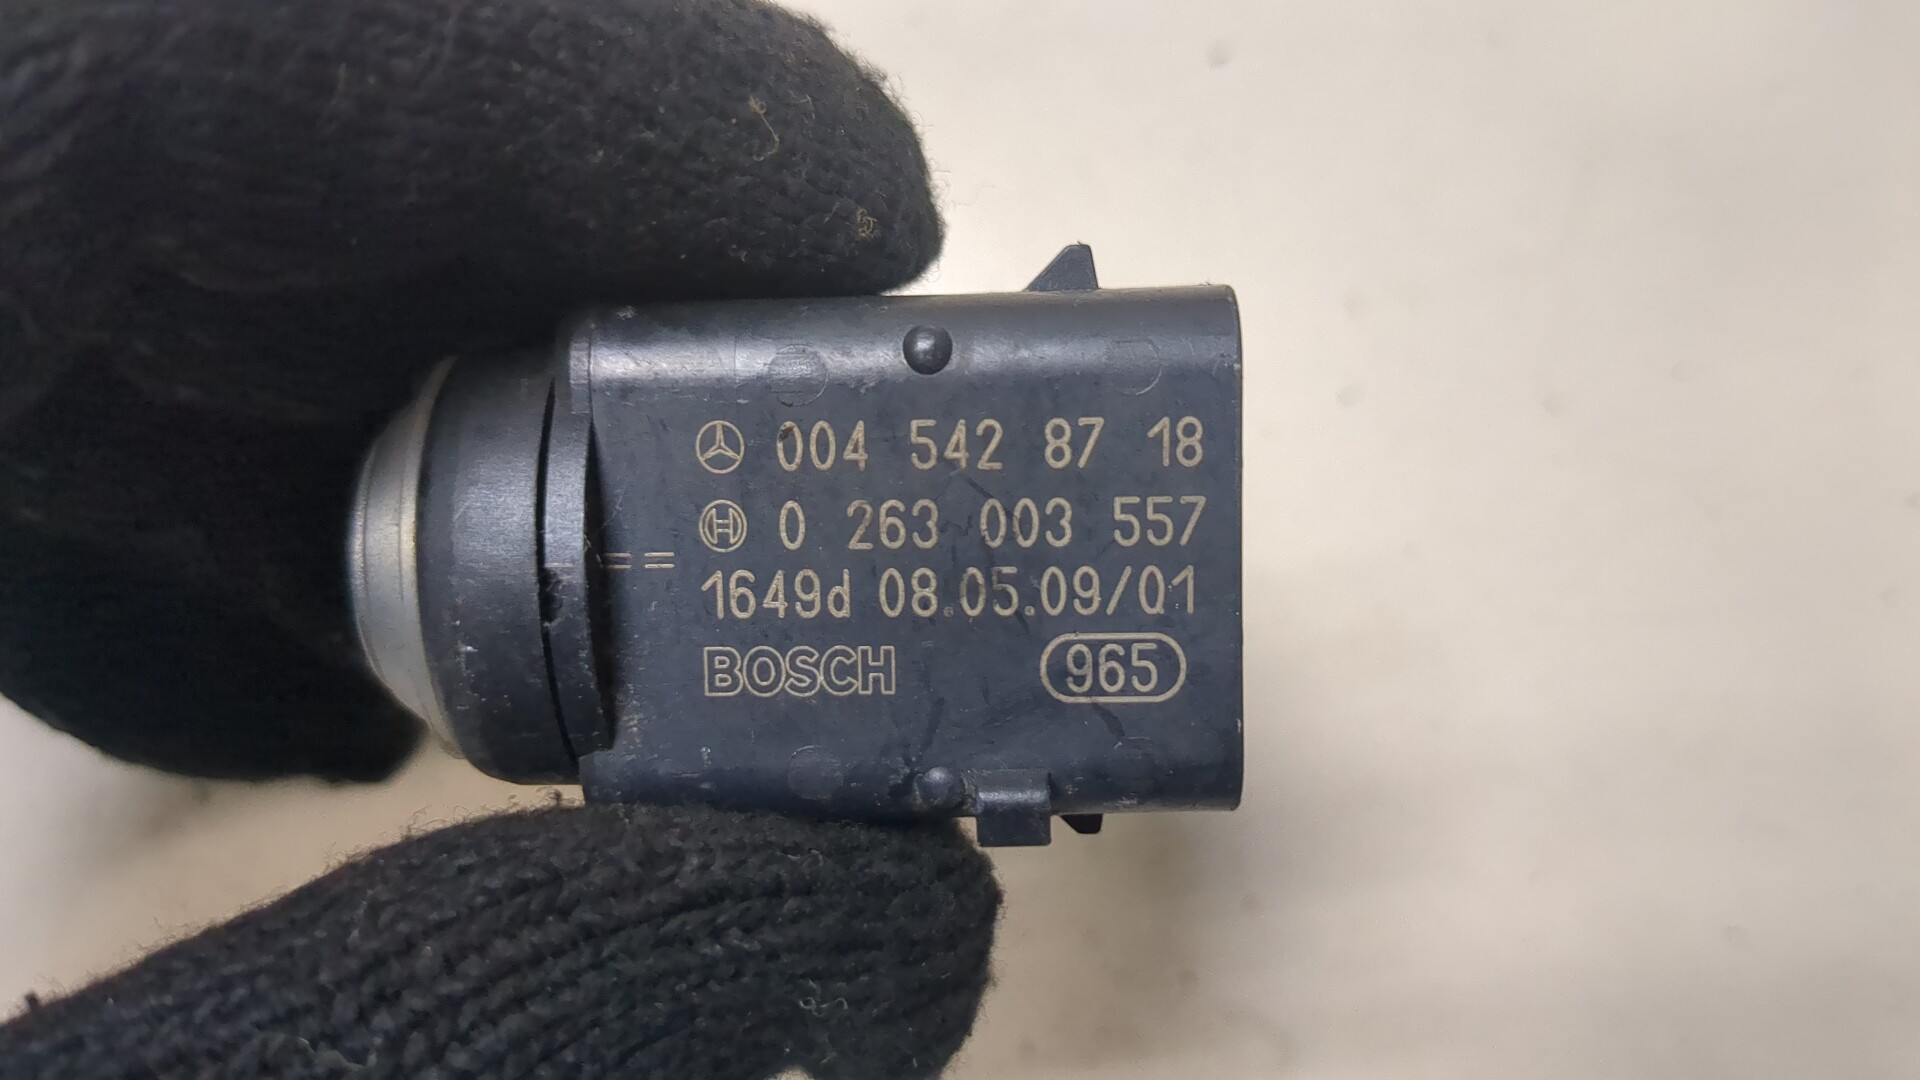 004 542 87 18
0 263 003 557
1649d 08.05.09/01
BOSCH 965